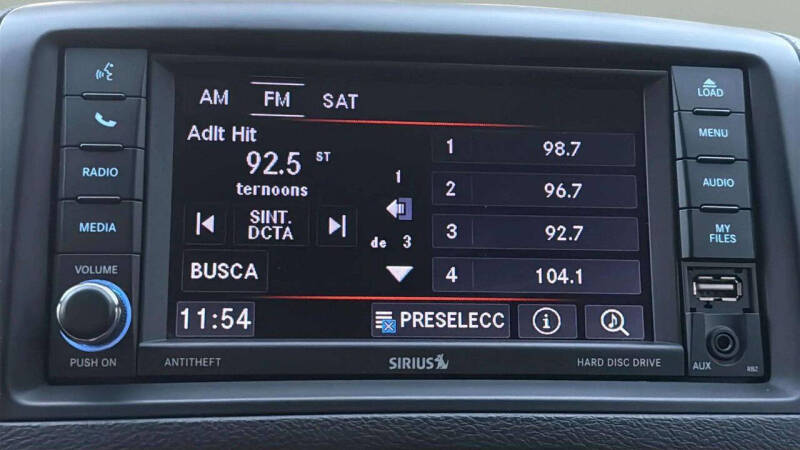 LOAD
RADIO
MEDIA
VOLUME
PUSH ON
AM FM SAT
Adlt Hit
92.5 ST
ternoons
SINT.
DCTA
BUSCA
11:54
1
de 3
1 98.7
2 96.7
3 92.7
4 104.1
PRESELECC
MENU
AUDIO
MY
FILES
AUX
RB2
ANTITHEFT
SIRIUS
HARD DISC DRIVE